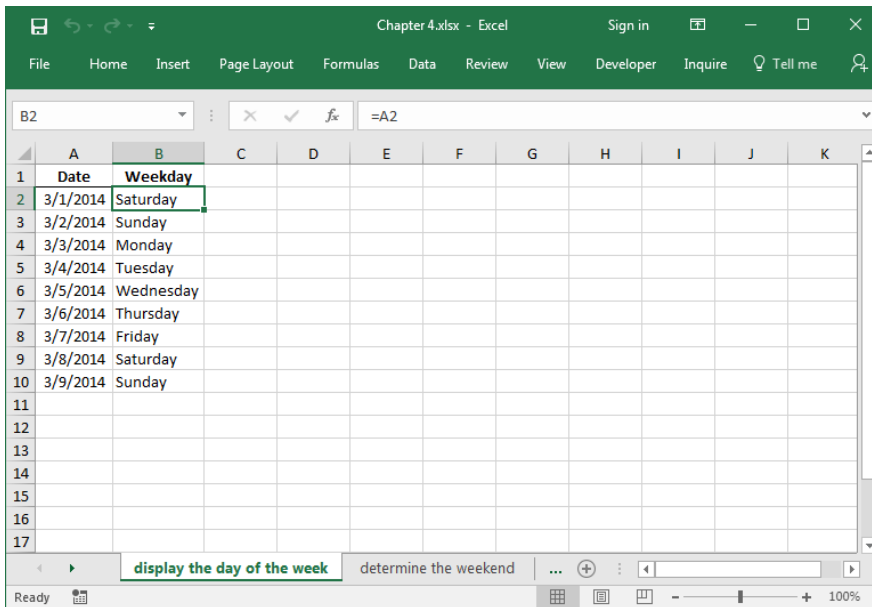 Chapter 4.xlsx - Excel Sign in
File Home Insert Page Layout Formulas Data Review View Developer Inquire Tell me
B2 fx =A2
A B C D E F G H I J K
1 Date Weekday
2 3/1/2014 Saturday
3 3/2/2014 Sunday
4 3/3/2014 Monday
5 3/4/2014 Tuesday
6 3/5/2014 Wednesday
7 3/6/2014 Thursday
8 3/7/2014 Friday
9 3/8/2014 Saturday
10 3/9/2014 Sunday
11
12
13
14
15
16
17
display the day of the week determine the weekend ...
Ready 100%